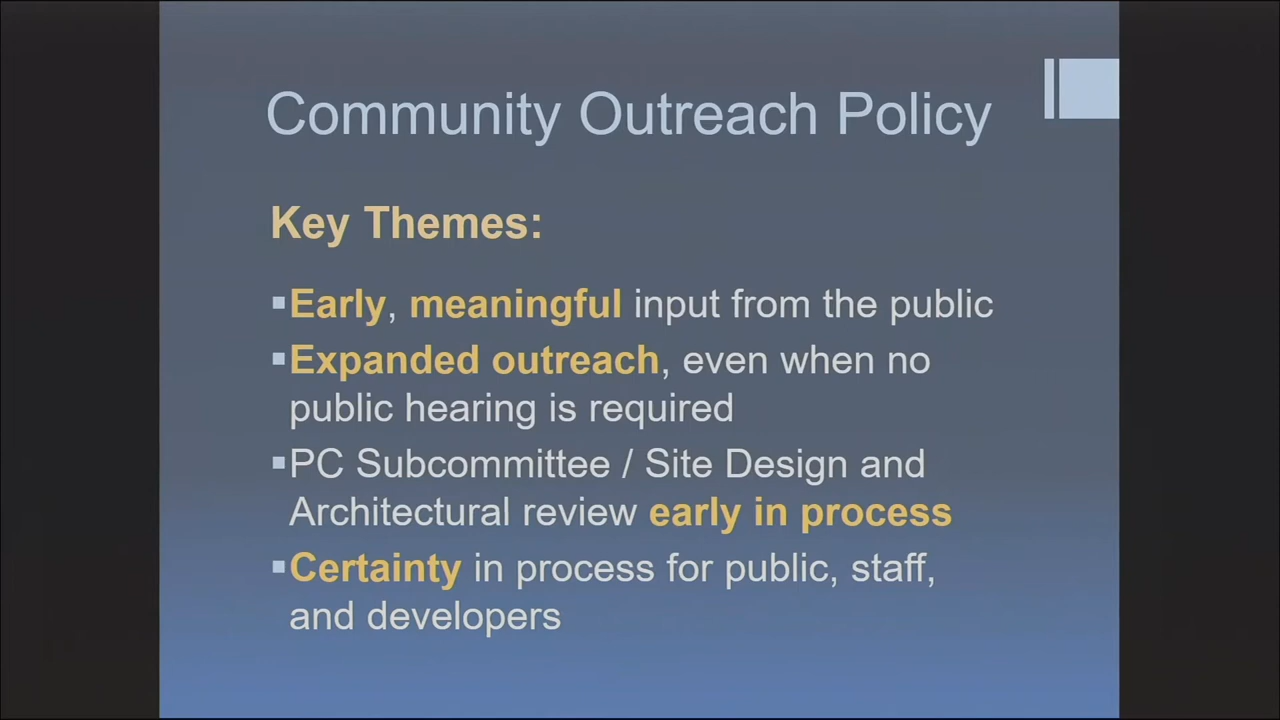 Community Outreach Policy
Key Themes:
▪Early, meaningful input from the public
▪Expanded outreach, even when no
public hearing is required
▪PC Subcommittee / Site Design and
Architectural review early in process
▪Certainty in process for public, staff,
and developers